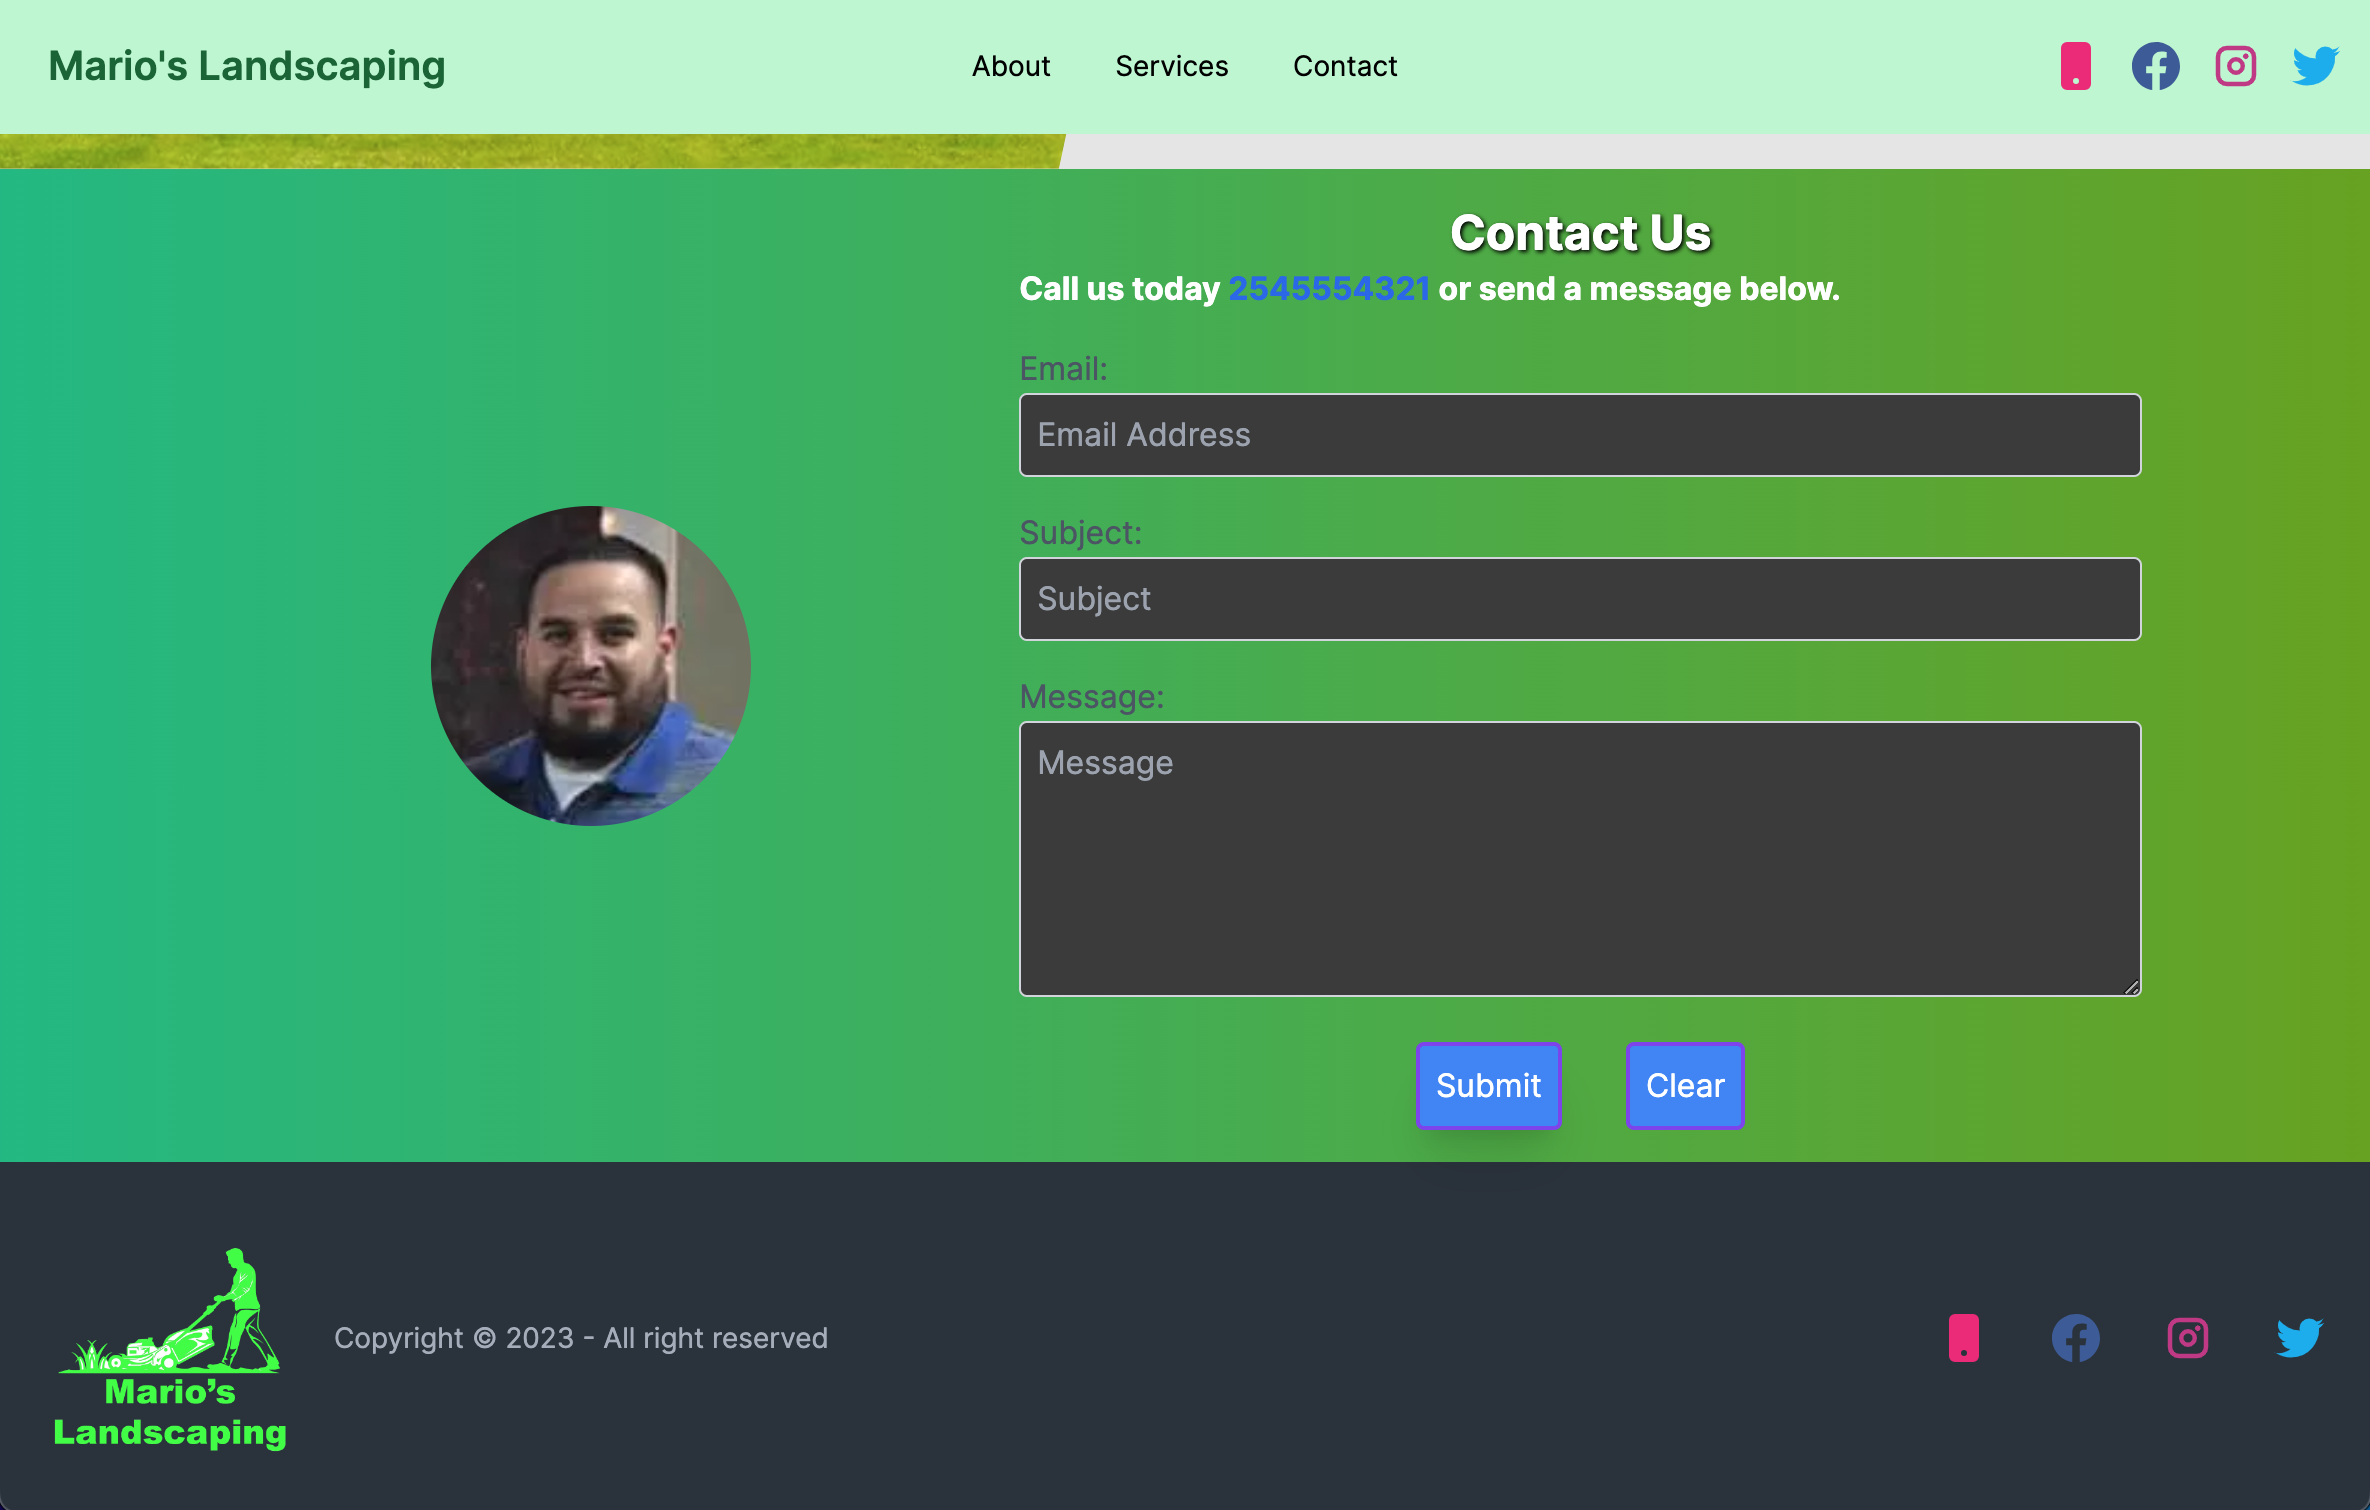 Mario's Landscaping
About Services Contact
Contact Us
Call us today 2545554321 or send a message below.
Email:
Email Address
Subject:
Subject
Message:
Message
Submit Clear
Mario’s
Landscaping
Copyright © 2023 - All right reserved